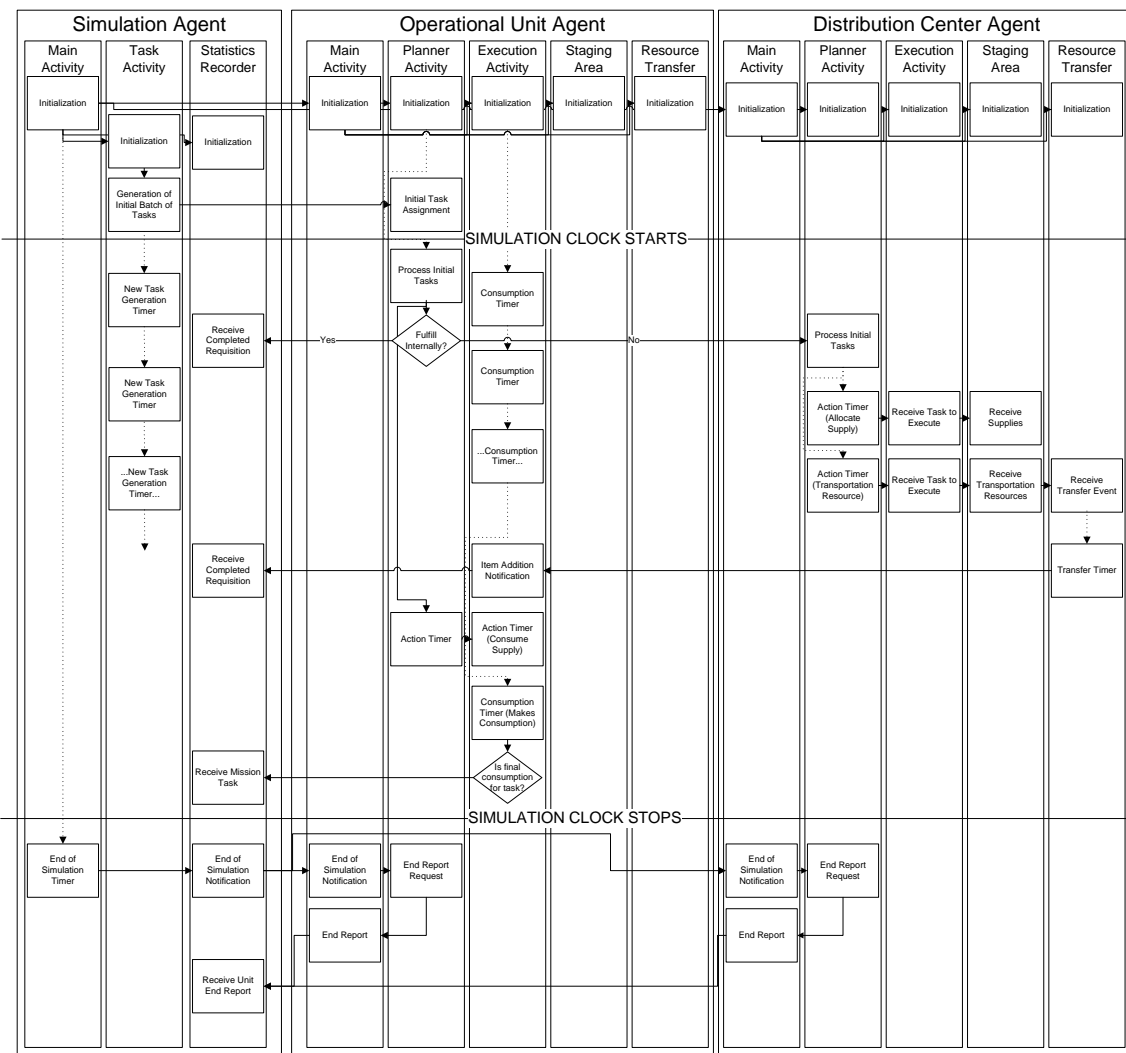 Simulation Agent
Operational Unit Agent
Distribution Center Agent
Main
Activity
Task
Activity
Statistics
Recorder
Main
Activity
Planner
Activity
Execution
Activity
Staging
Area
Resource
Transfer
Main
Activity
Planner
Activity
Execution
Activity
Staging
Area
Resource
Transfer
Initialization
Initialization
Initialization
Initialization
Initialization
Initialization
Initialization
Initialization
Initialization
Initialization
Initialization
Initialization
Initialization
Generation of
Initial Batch of
Tasks
Initial Task
Assignment
SIMULATION CLOCK STARTS
Process Initial
Tasks
New Task
Generation
Timer
Consumption
Timer
Receive
Completed
Requisition
Yes
Fulfill
Internally?
No
Process Initial
Tasks
New Task
Generation
Timer
Consumption
Timer
Action Timer
(Allocate
Supply)
Receive Task to
Execute
Receive
Supplies
...New Task
Generation
Timer...
...Consumption
Timer...
Action Timer
(Transportation
Resource)
Receive Task to
Execute
Receive
Transportation
Resources
Receive
Transfer Event
Receive
Completed
Requisition
Item Addition
Notification
Transfer Timer
Action Timer
Action Timer
(Consume
Supply)
Consumption
Timer (Makes
Consumption)
Receive Mission
Task
Is final
consumption
for task?
SIMULATION CLOCK STOPS
End of
Simulation
Timer
End of
Simulation
Notification
End of
Simulation
Notification
End Report
Request
End of
Simulation
Notification
End Report
Request
End Report
End Report
Receive Unit
End Report